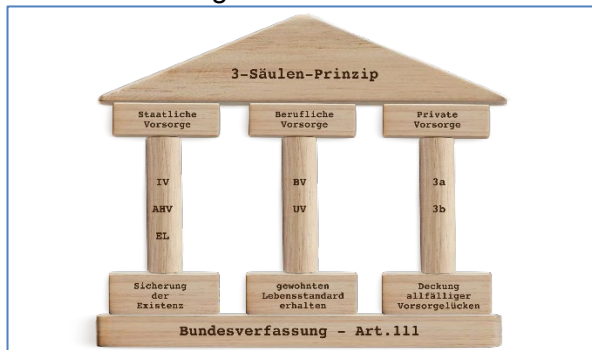 3-Säulen-Prinzip
Staatliche
Vorsorge
Berufliche
Vorsorge
Private
Vorsorge
IV
AHV
EL
BV
UV
3a
3b
Sicherung
der
Existenz
gewohnten
Lebensstandard
erhalten
Deckung
allfälliger
Vorsorgelücken
Bundesverfassung - Art.111